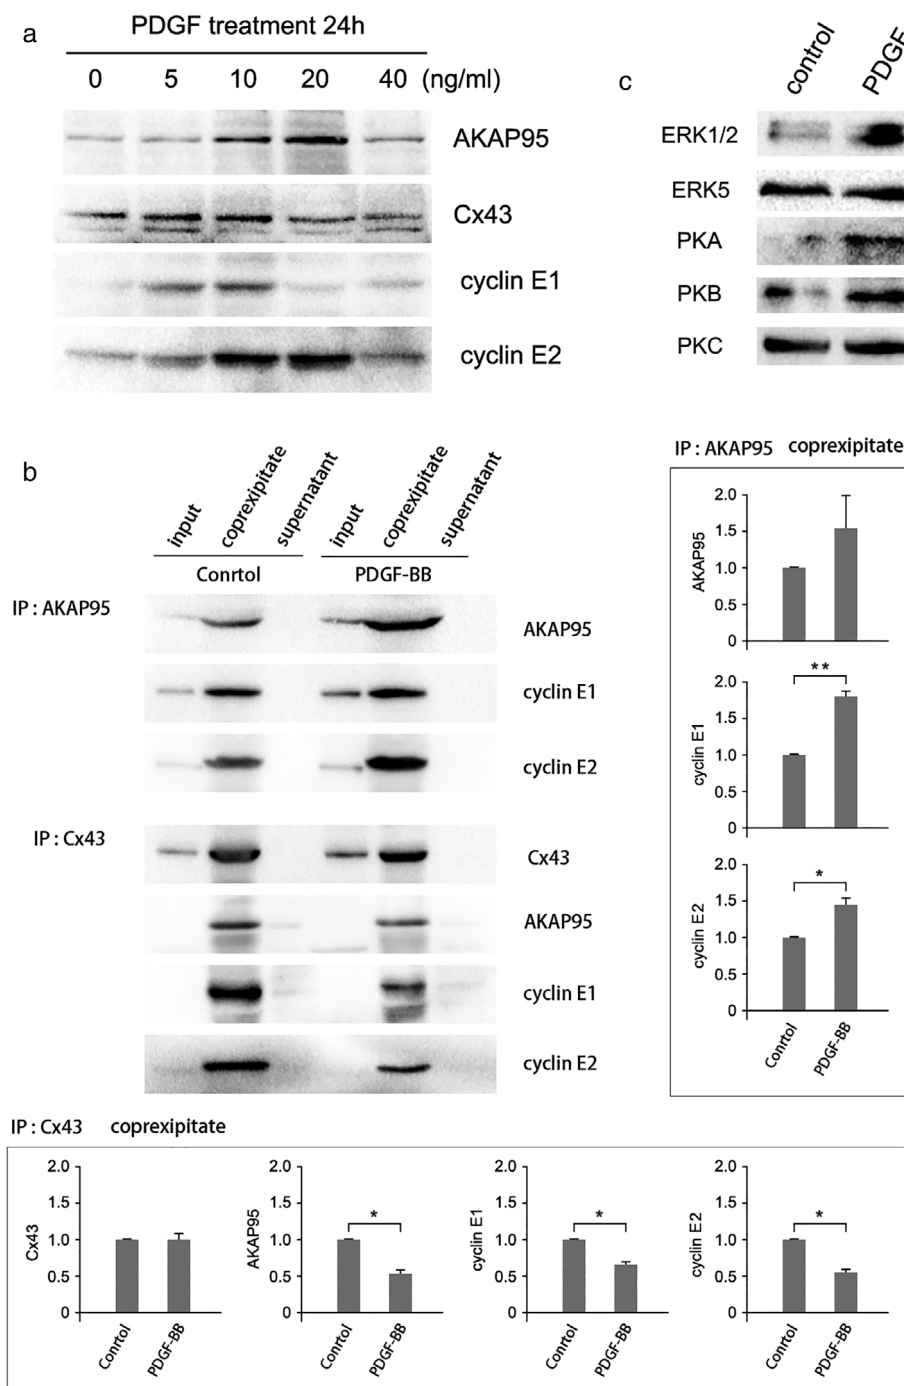 a
PDGF treatment 24h
0 5 10 20 40 (ng/ml)
AKAP95
Cx43
cyclin E1
cyclin E2
c
control PDGF
ERK1/2
ERK5
PKA
PKB
PKC
b
input coprexipitate supernatant input coprexipitate supernatant
Conrtol PDGF-BB
IP : AKAP95
AKAP95
cyclin E1
cyclin E2
IP : Cx43
Cx43
AKAP95
cyclin E1
cyclin E2
IP : AKAP95 coprexipitate
AKAP95
2.0
1.0
0.5
0
cyclin E1
**
2.0
1.5
1.0
0.5
0
cyclin E2
*
2.0
1.5
1.0
0.5
0
Conrtol PDGF-BB
IP : Cx43 coprexipitate
Cx43
2.0
1.5
1.0
0.5
0
Conrtol PDGF-BB
AKAP95
*
2.0
1.5
1.0
0.5
0
Conrtol PDGF-BB
cyclin E1
*
2.0
1.5
1.0
0.5
0
Conrtol PDGF-BB
cyclin E2
*
2.0
1.5
1.0
0.5
0
Conrtol PDGF-BB